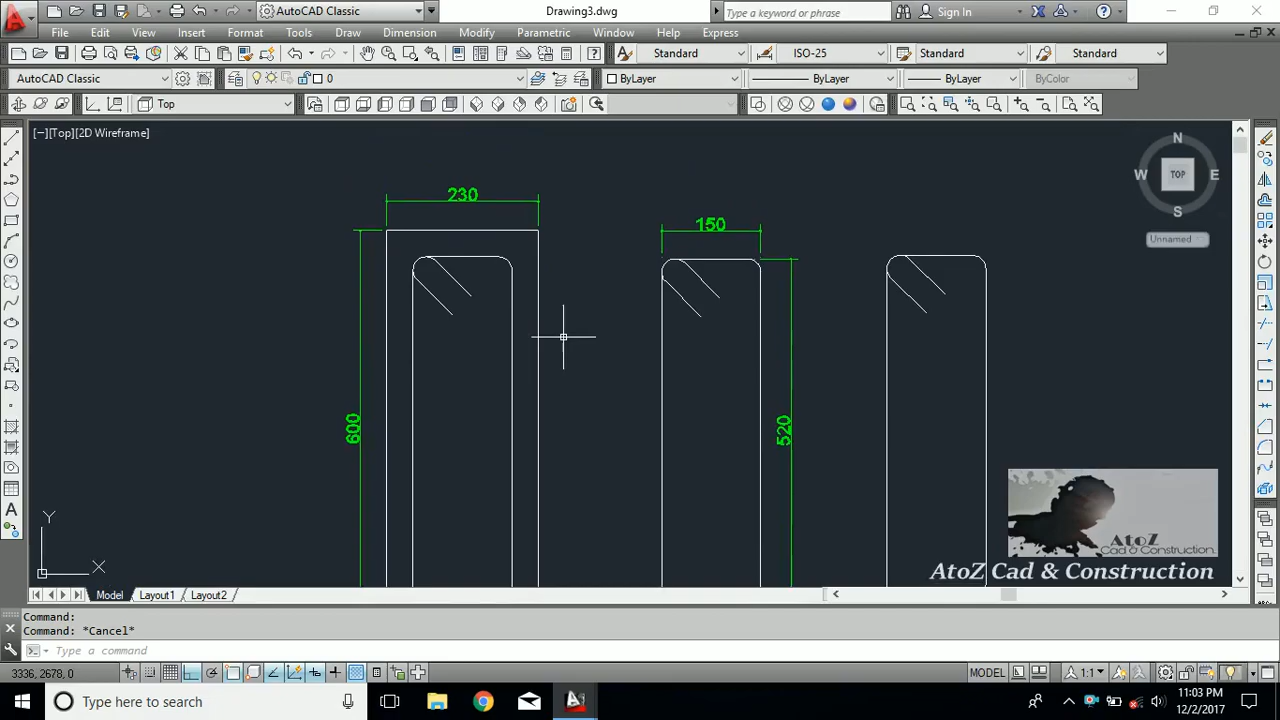 AutoCAD Classic
Drawing3.dwg
Type a keyword or phrase
Sign In
File Edit View Insert Format Tools Draw Dimension Modify Parametric Window Help Express
Standard ISO-25 Standard Standard
AutoCAD Classic 0 ByLayer ByLayer ByLayer ByColor
Top
[−][Top][2D Wireframe]
N
W TOP E
S
Unnamed
230
150
600
520
Y
X
AtoZ
Cad & Construction.
AtoZ Cad & Construction
Model Layout1 Layout2
Command:
Command: *Cancel*
Type a command
3336, 2678, 0
MODEL 1:1
Type here to search
11:03 PM
12/2/2017